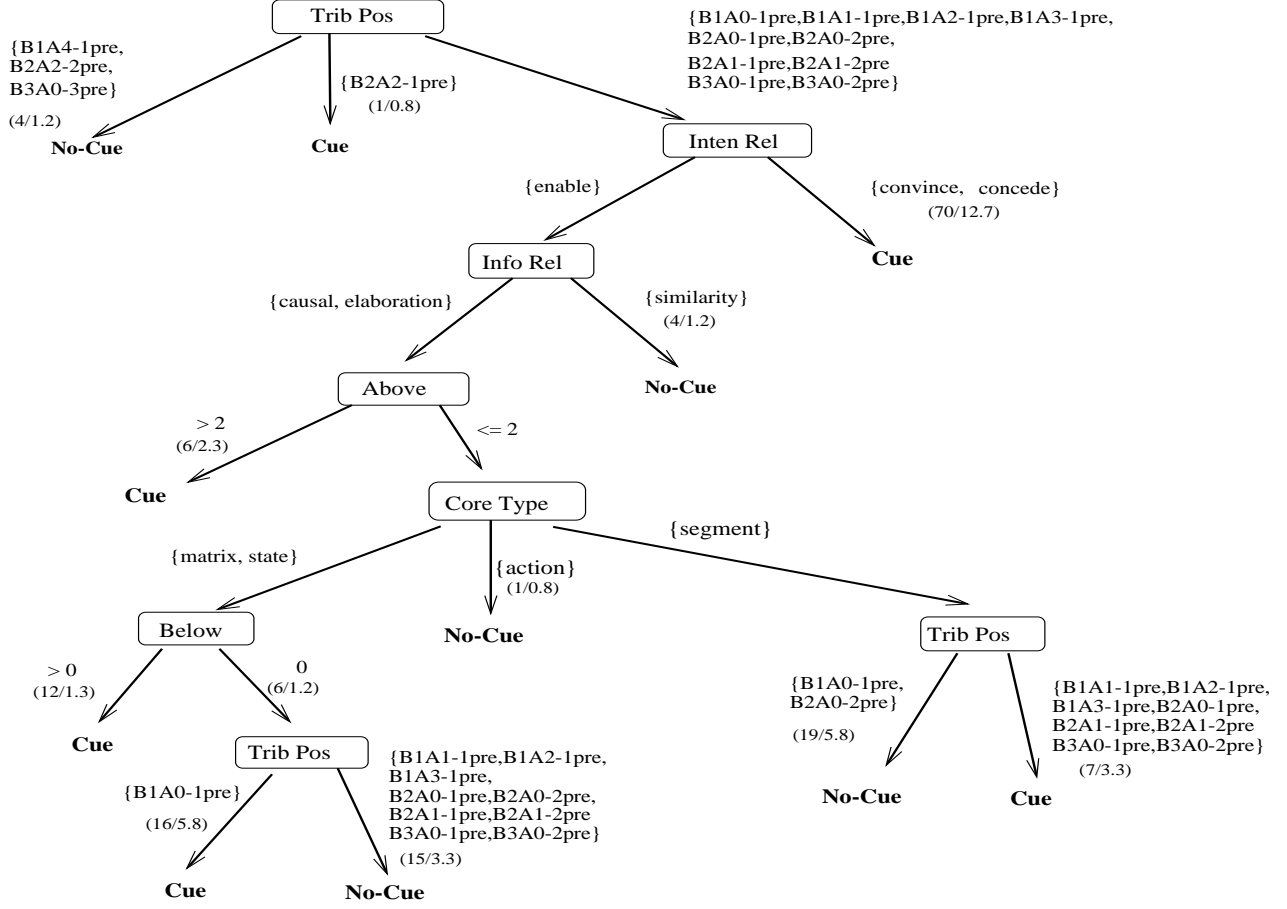 Trib Pos
{B1A0-1pre,B1A1-1pre,B1A2-1pre,B1A3-1pre,
B2A0-1pre,B2A0-2pre,
B2A1-1pre,B2A1-2pre
B3A0-1pre,B3A0-2pre}
{B1A4-1pre,
B2A2-2pre,
B3A0-3pre}
(4/1.2)
No-Cue
{B2A2-1pre}
(1/0.8)
Cue
Inten Rel
{enable}
{convince, concede}
(70/12.7)
Cue
Info Rel
{causal, elaboration}
{similarity}
(4/1.2)
No-Cue
Above
> 2
(6/2.3)
Cue
<= 2
Core Type
{matrix, state}
{action}
(1/0.8)
No-Cue
{segment}
Below
> 0
(12/1.3)
Cue
0
(6/1.2)
Trib Pos
{B1A0-1pre}
(16/5.8)
Cue
{B1A1-1pre,B1A2-1pre,
B1A3-1pre,
B2A0-1pre,B2A0-2pre,
B2A1-1pre,B2A1-2pre
B3A0-1pre,B3A0-2pre}
(15/3.3)
No-Cue
Trib Pos
{B1A0-1pre,
B2A0-2pre}
(19/5.8)
No-Cue
{B1A1-1pre,B1A2-1pre,
B1A3-1pre,B2A0-1pre,
B2A1-1pre,B2A1-2pre
B3A0-1pre,B3A0-2pre}
(7/3.3)
Cue